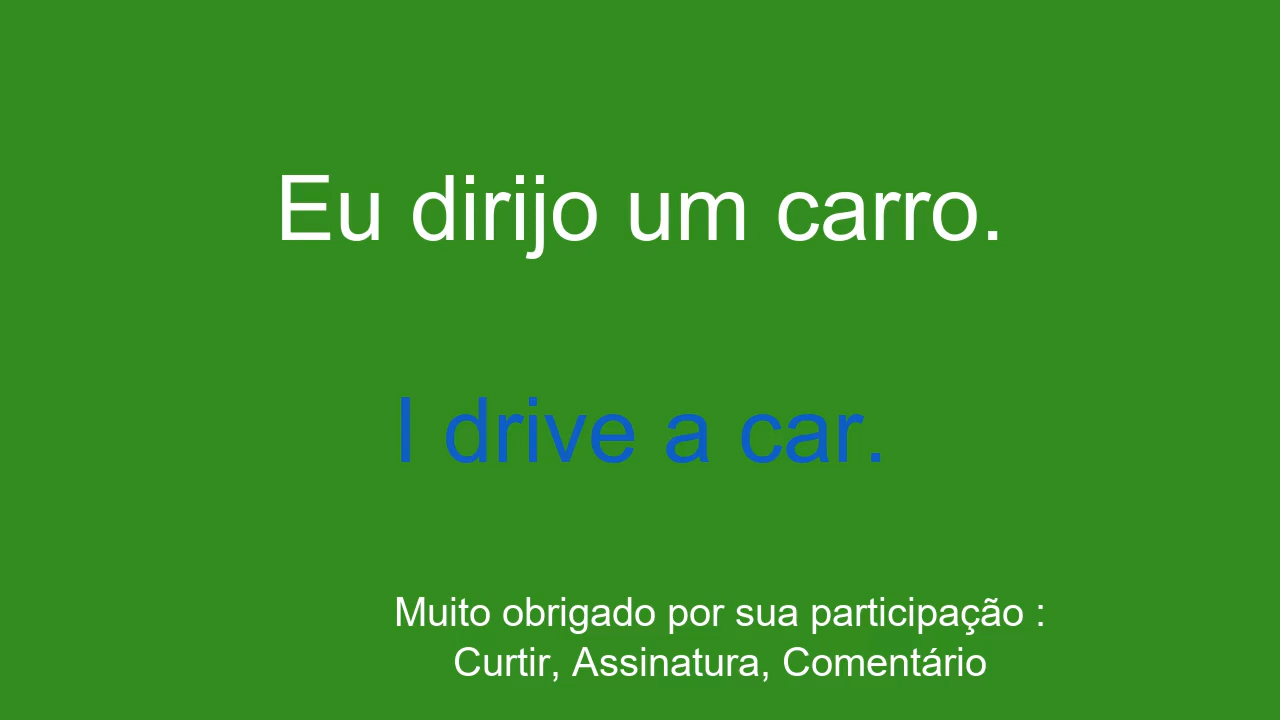 Eu dirijo um carro.
I drive a car.
Muito obrigado por sua participação :
Curtir, Assinatura, Comentário